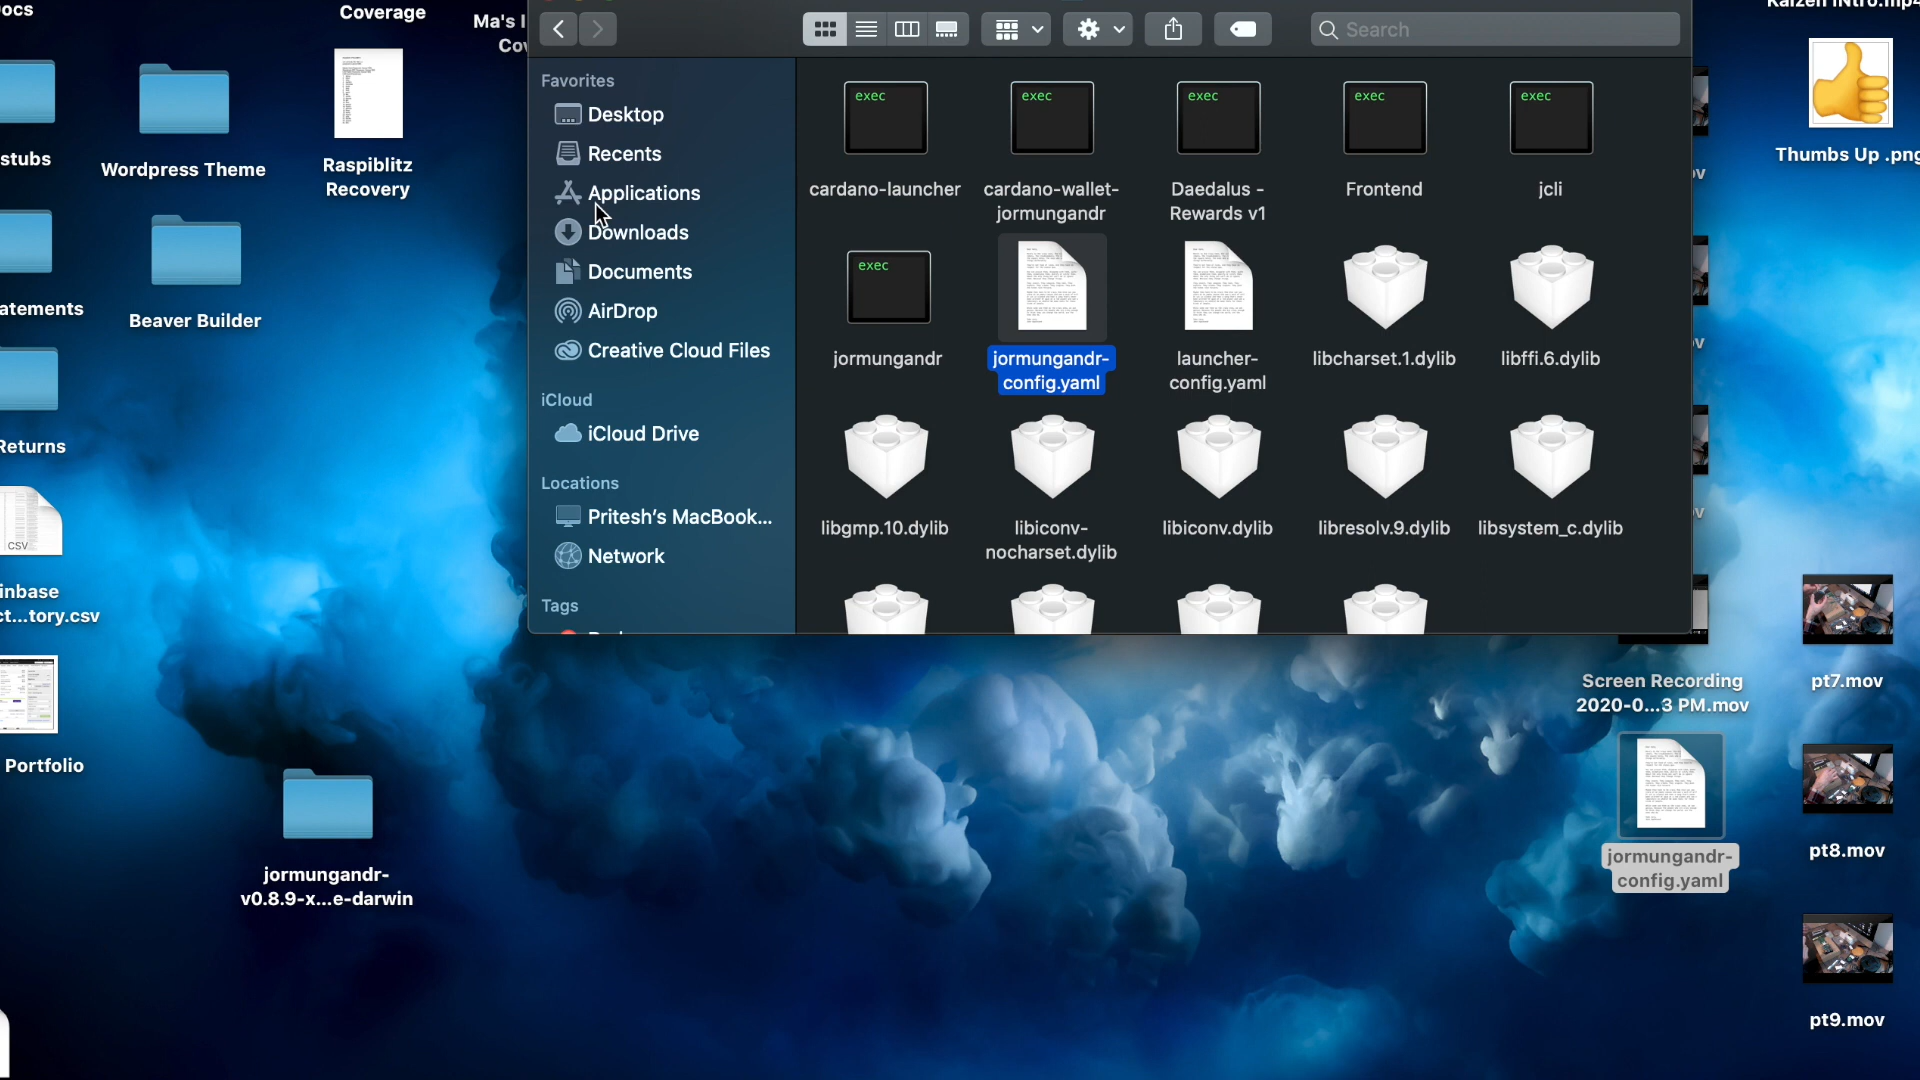 ocs
Coverage
Ma's I
Cov
stubs
Wordpress Theme
Raspiblitz
Recovery
atements
Beaver Builder
Returns
CSV
inbase
ct...tory.csv
Portfolio
jormungandr-
v0.8.9-x...e-darwin
Search
Favorites
Desktop
Recents
Applications
Downloads
Documents
AirDrop
Creative Cloud Files
iCloud
iCloud Drive
Locations
Pritesh's MacBook...
Network
Tags
exec
exec
exec
exec
exec
cardano-launcher
cardano-wallet-
jormungandr
Daedalus -
Rewards v1
Frontend
jcli
exec
jormungandr
jormungandr-
config.yaml
launcher-
config.yaml
libcharset.1.dylib
libffi.6.dylib
libgmp.10.dylib
libiconv-
nocharset.dylib
libiconv.dylib
libresolv.9.dylib
libsystem_c.dylib
Kaizen INtro.mp4
Thumbs Up .png
ov
ov
ov
Screen Recording
2020-0...3 PM.mov
jormungandr-
config.yaml
pt7.mov
pt8.mov
pt9.mov